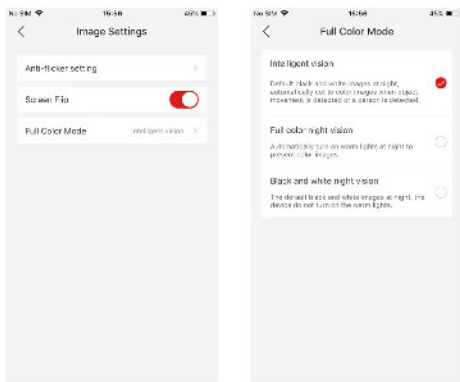 No SIM 15:56 45%
Image Settings
Anti-flicker setting
Screen Flip
Full Color Mode Intelligent vision
No SIM 15:56 45%
Full Color Mode
Intelligent vision
Default black and white images at night,
automatically cut to color images when object
movement is detected or a person is detected.
Full color night vision
Automatically turn on warm lights at night to
present color images.
Black and white night vision
The default black and white images at night, the
device do not turn on the warm lights.